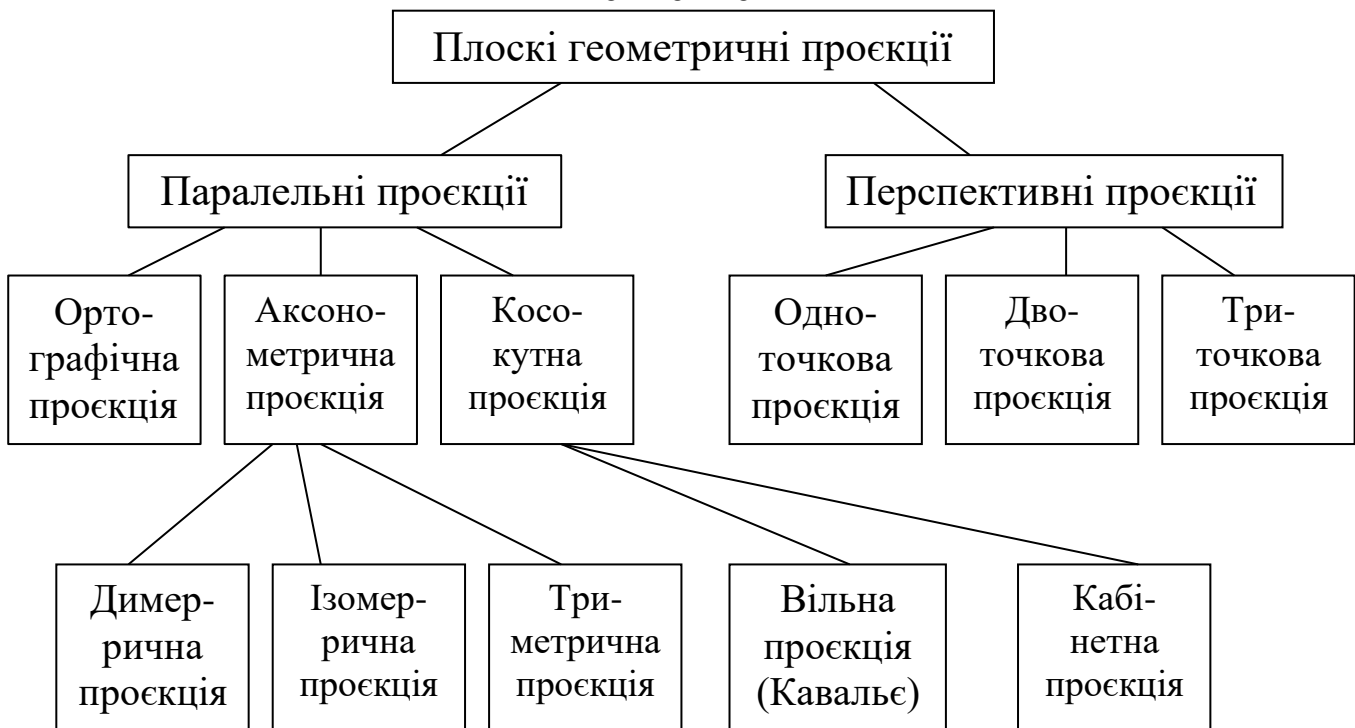 Плоскі геометричні проєкції
Паралельні проєкції
Перспективні проєкції
Орто-
графічна
проєкція
Аксоно-
метрична
проєкція
Косо-
кутна
проєкція
Одно-
точкова
проєкція
Дво-
точкова
проєкція
Три-
точкова
проєкція
Димер-
рична
проєкція
Ізомер-
рична
проєкція
Три-
метрична
проєкція
Вільна
проєкція
(Кавальє)
Кабі-
нетна
проєкція